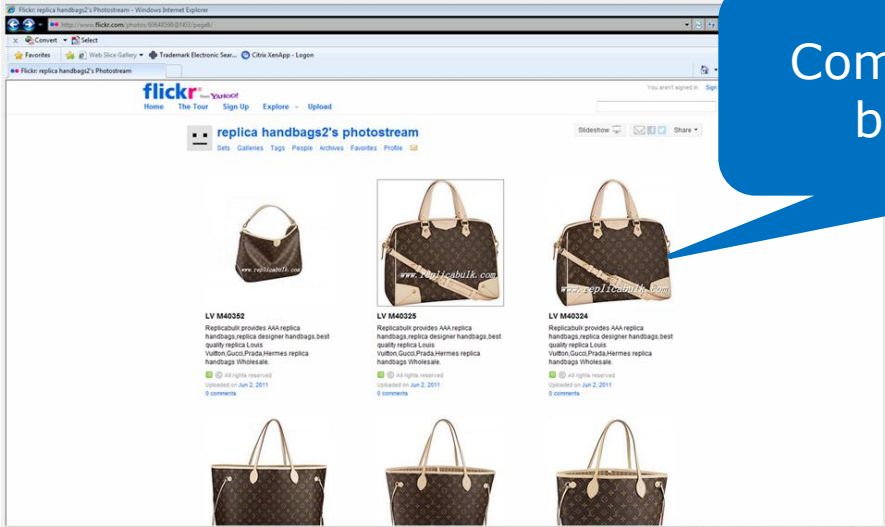 Flickr: replica handbags2's Photostream - Windows Internet Explorer
x Convert Select
Favorites Web Slice Gallery Trademark Electronic Sear... Citrix XenApp - Logon
Flickr: replica handbags2's Photostream
Com
b
flickr from YAHOO!
You aren't signed in Sign
Home The Tour Sign Up Explore Upload
replica handbags2's photostream
Slideshow Share
Sets Galleries Tags People Archives Favorites Profile
www.replicabulk.com
www.replicabulk.com
www.replicabulk.com
LV M40352
Replicabulk provides AAA replica
handbags,replica designer handbags,best
quality replica Louis
Vuitton,Gucci,Prada,Hermes replica
handbags Wholesale.
All rights reserved
Uploaded on Jun 2, 2011
0 comments
LV M40325
Replicabulk provides AAA replica
handbags,replica designer handbags,best
quality replica Louis
Vuitton,Gucci,Prada,Hermes replica
handbags Wholesale.
All rights reserved
Uploaded on Jun 2, 2011
0 comments
LV M40324
Replicabulk provides AAA replica
handbags,replica designer handbags,best
quality replica Louis
Vuitton,Gucci,Prada,Hermes replica
handbags Wholesale.
All rights reserved
Uploaded on Jun 2, 2011
0 comments